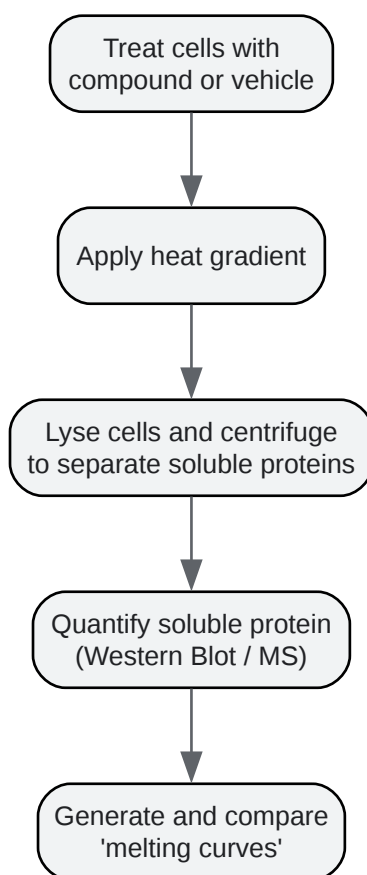 Treat cells with
compound or vehicle
Apply heat gradient
Lyse cells and centrifuge
to separate soluble proteins
Quantify soluble protein
(Western Blot / MS)
Generate and compare
'melting curves'